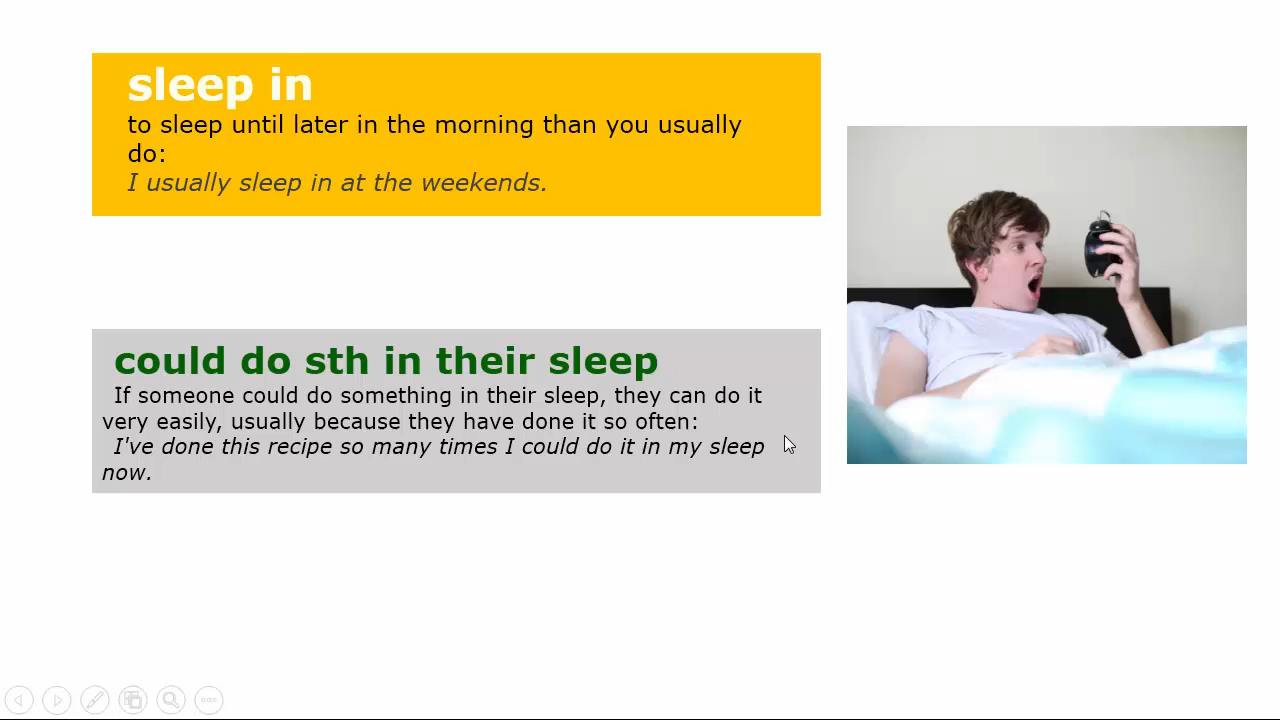 sleep in
to sleep until later in the morning than you usually
do:
I usually sleep in at the weekends.
could do sth in their sleep
If someone could do something in their sleep, they can do it
very easily, usually because they have done it so often:
I've done this recipe so many times I could do it in my sleep
now.